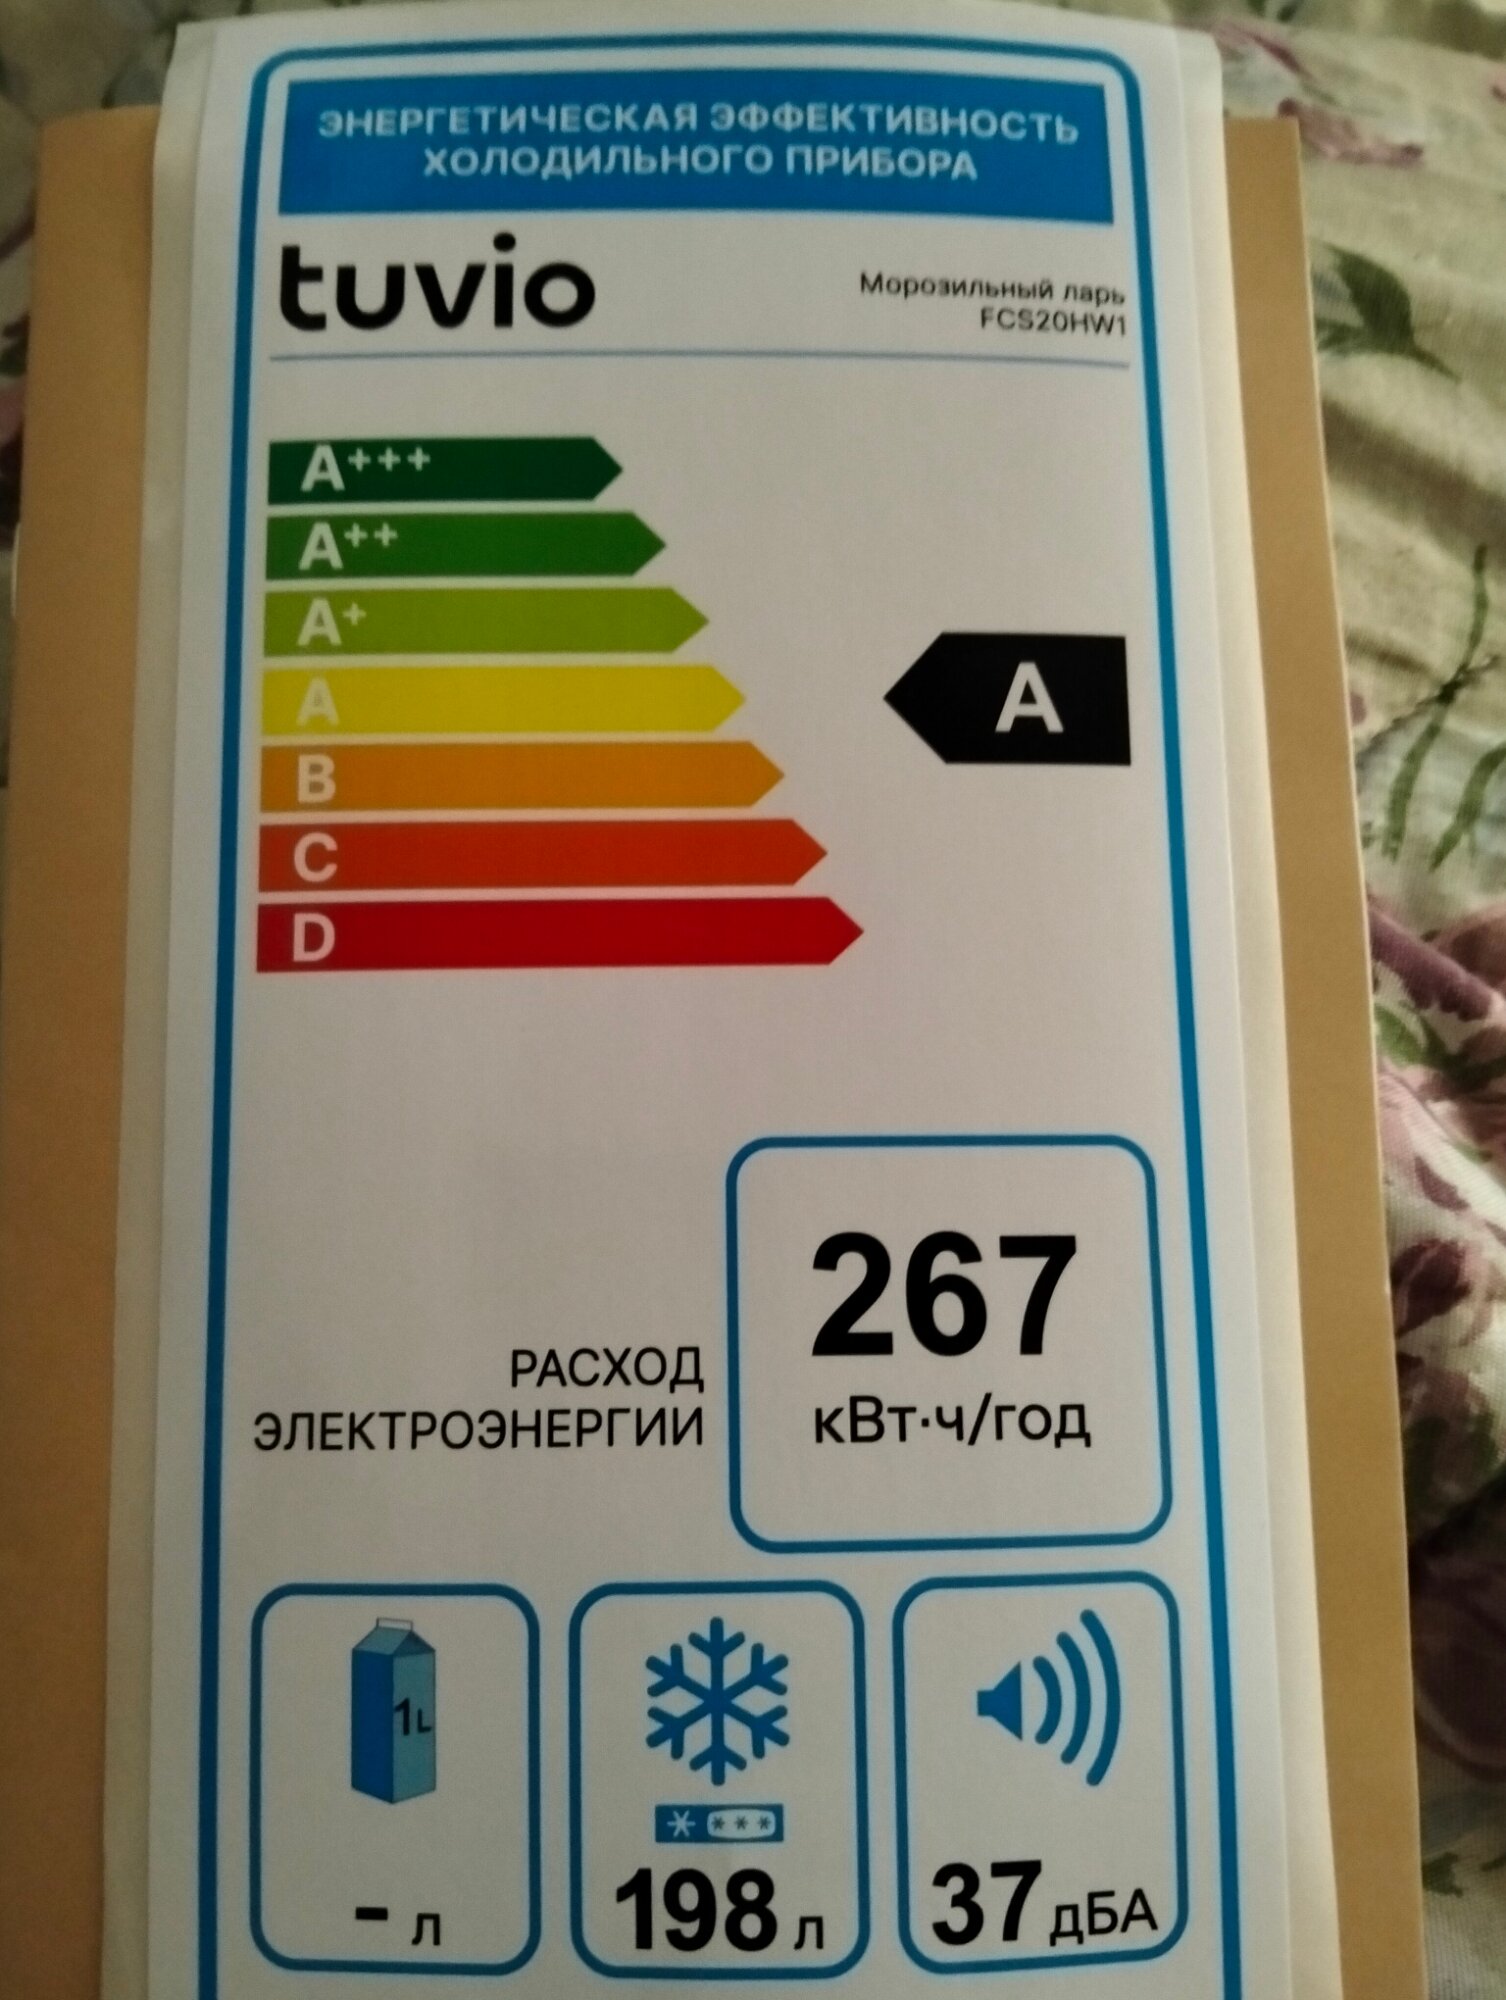 ЭНЕРГЕТИЧЕСКАЯ ЭФФЕКТИВНОСТЬ
ХОЛОДИЛЬНОГО ПРИБОРА
tuvio
Морозильный ларь
FCS20HW1
A+++
A++
A+
A
A
B
C
D
267
кВт·ч/год
РАСХОД
ЭЛЕКТРОЭНЕРГИИ
1L
- л
198 л
37 дБА